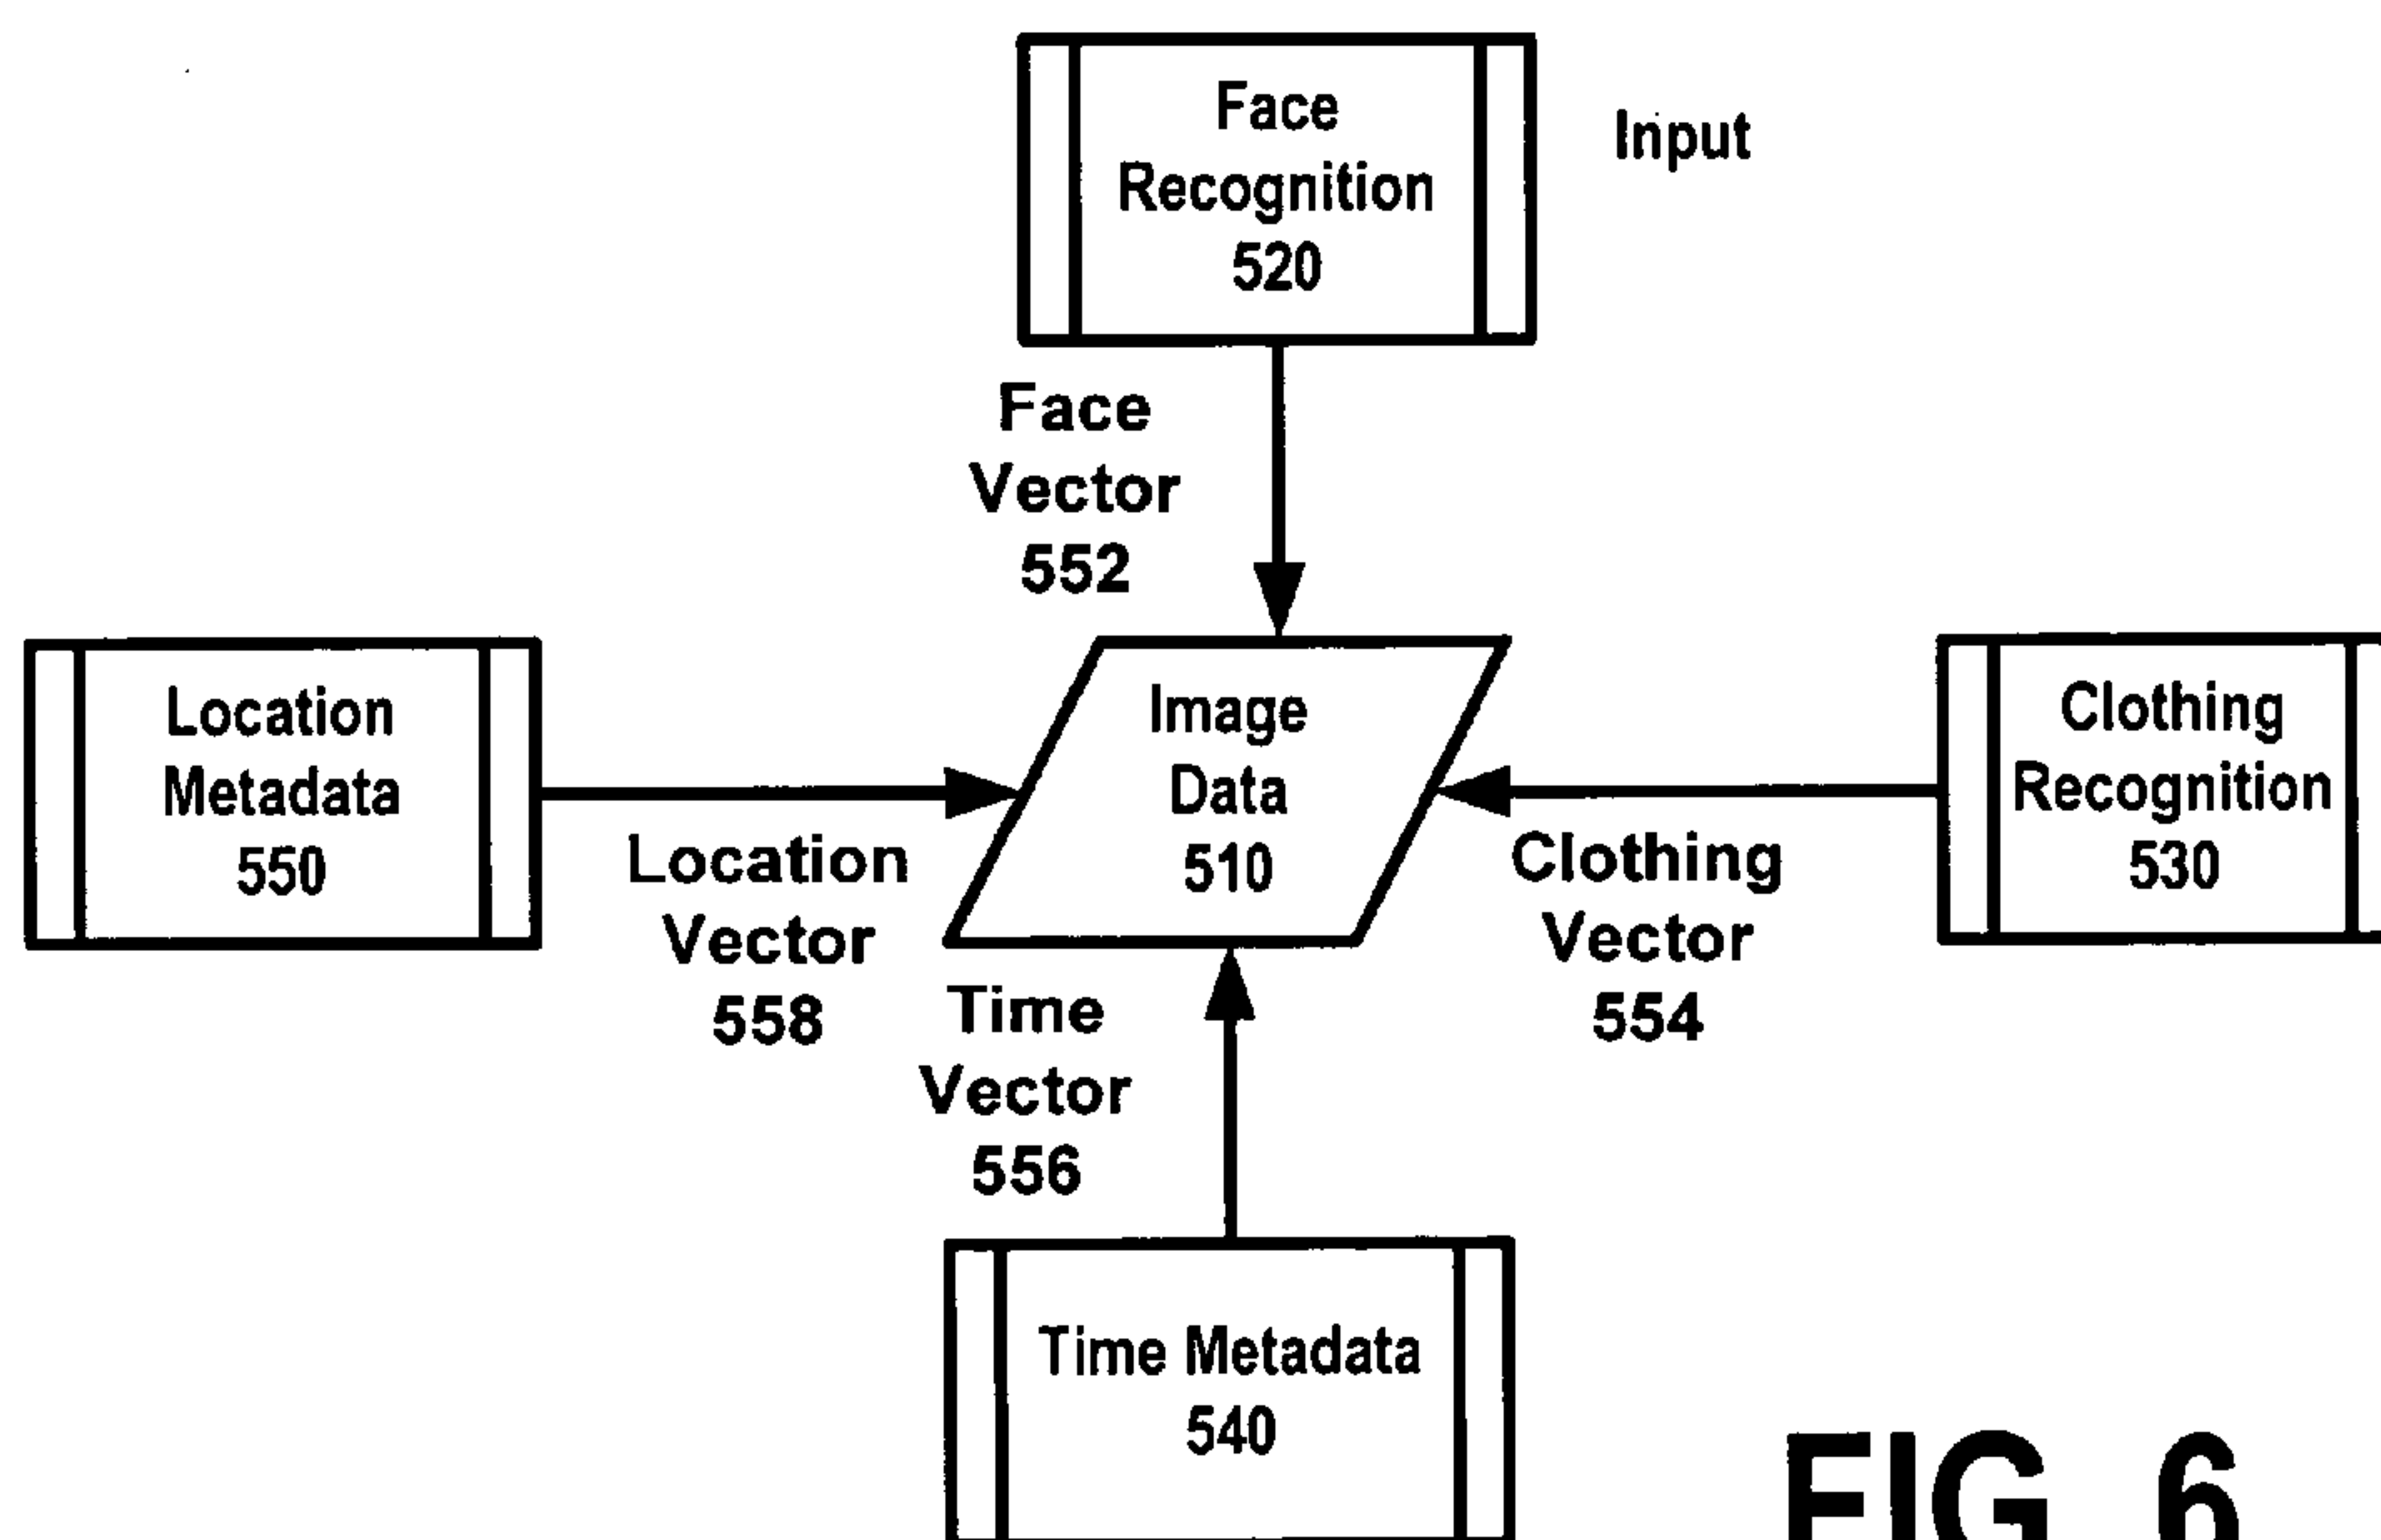 Face
Recognition
520
Input
Face
Vector
552
Location
Metadata
550
Location
Vector
558
Image
Data
510
Clothing
Vector
554
Clothing
Recognition
530
Time
Vector
556
Time Metadata
540
FIG 6